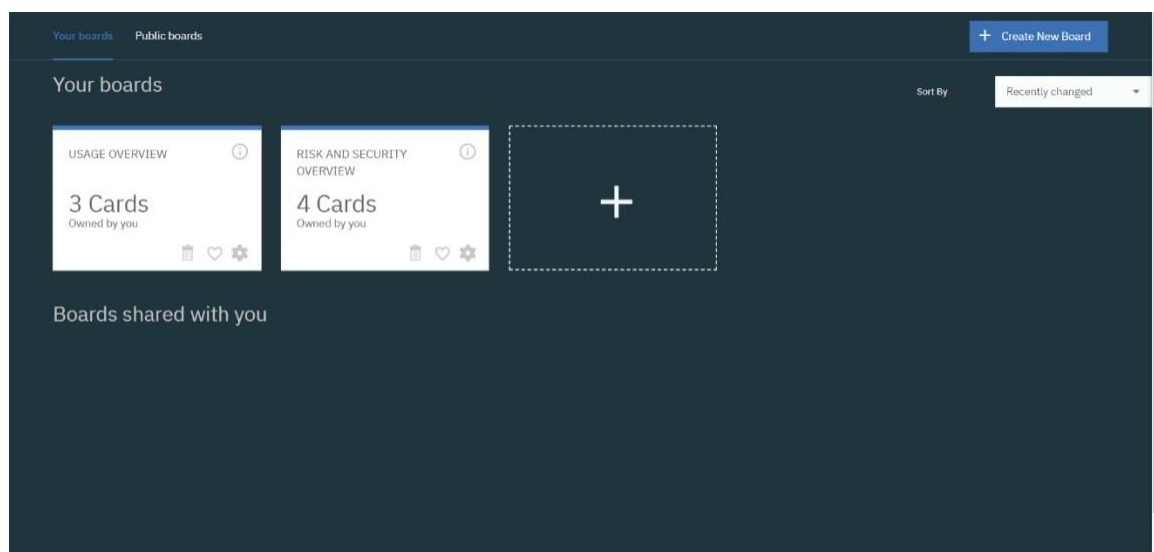 Your boards Public boards + Create New Board
Your boards
Sort By Recently changed
USAGE OVERVIEW
3 Cards
Owned by you
RISK AND SECURITY
OVERVIEW
4 Cards
Owned by you
Boards shared with you